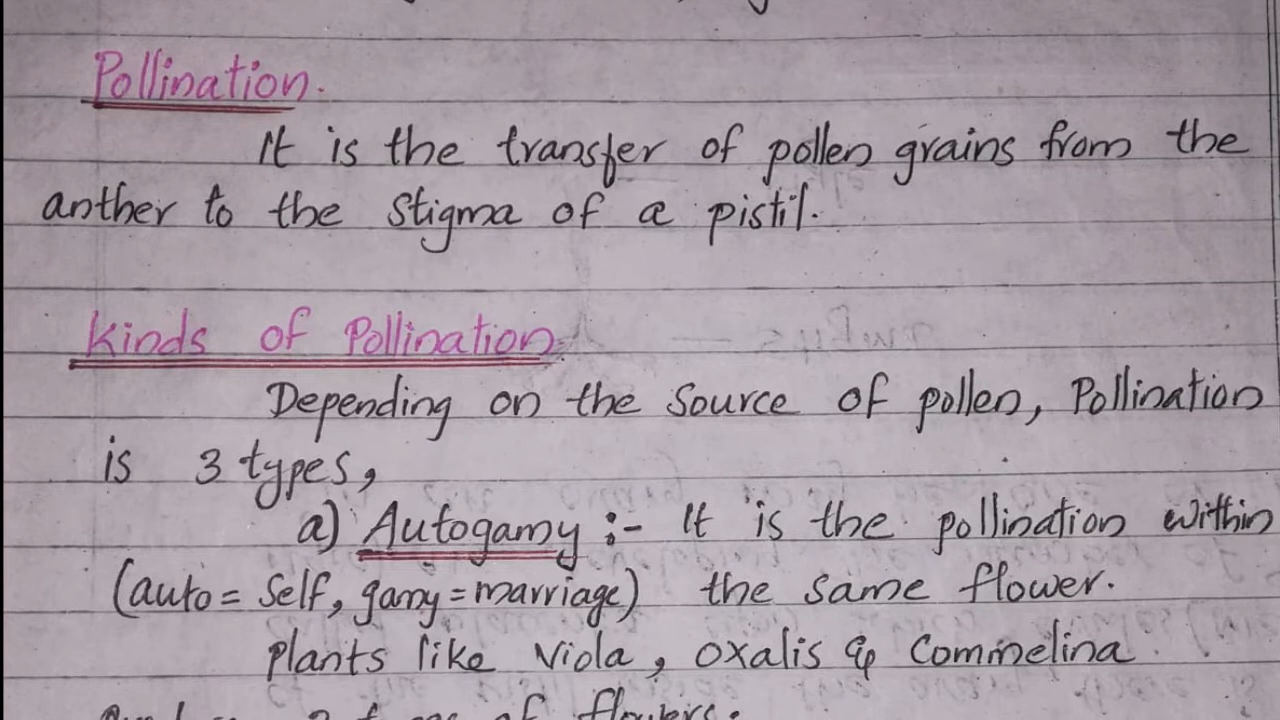 Pollination.
It is the transfer of pollen grains from the
anther to the stigma of a pistil.
Kinds of Pollination
Depending on the Source of pollen, Pollination
is 3 types,
a) Autogamy :- It is the pollination within
(auto = Self, gamy = marriage) the same flower.
plants like Viola, oxalis & Commelina
of flowers.